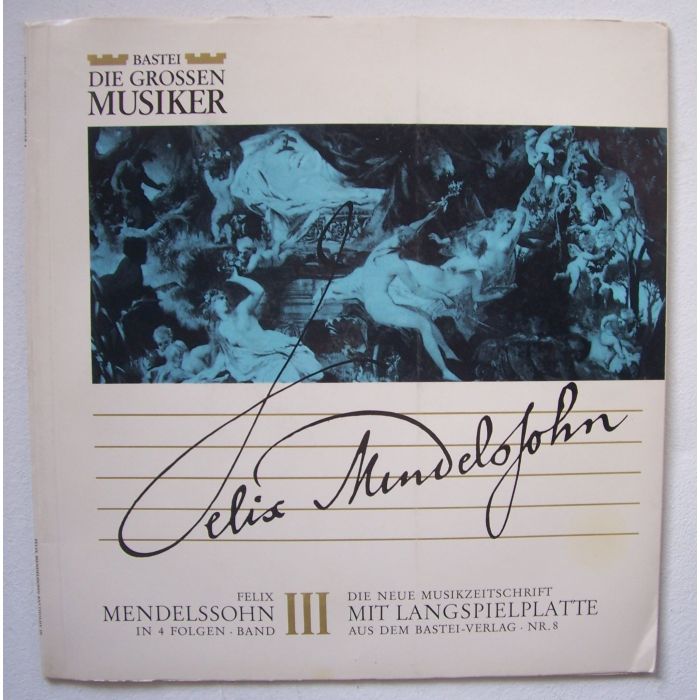 BASTEI
DIE GROSSEN
MUSIKER
Felix Mendelssohn
FELIX
MENDELSSOHN
IN 4 FOLGEN · BAND
III
DIE NEUE MUSIKZEITSCHRIFT
MIT LANGSPIELPLATTE
AUS DEM BASTEI-VERLAG · NR. 8